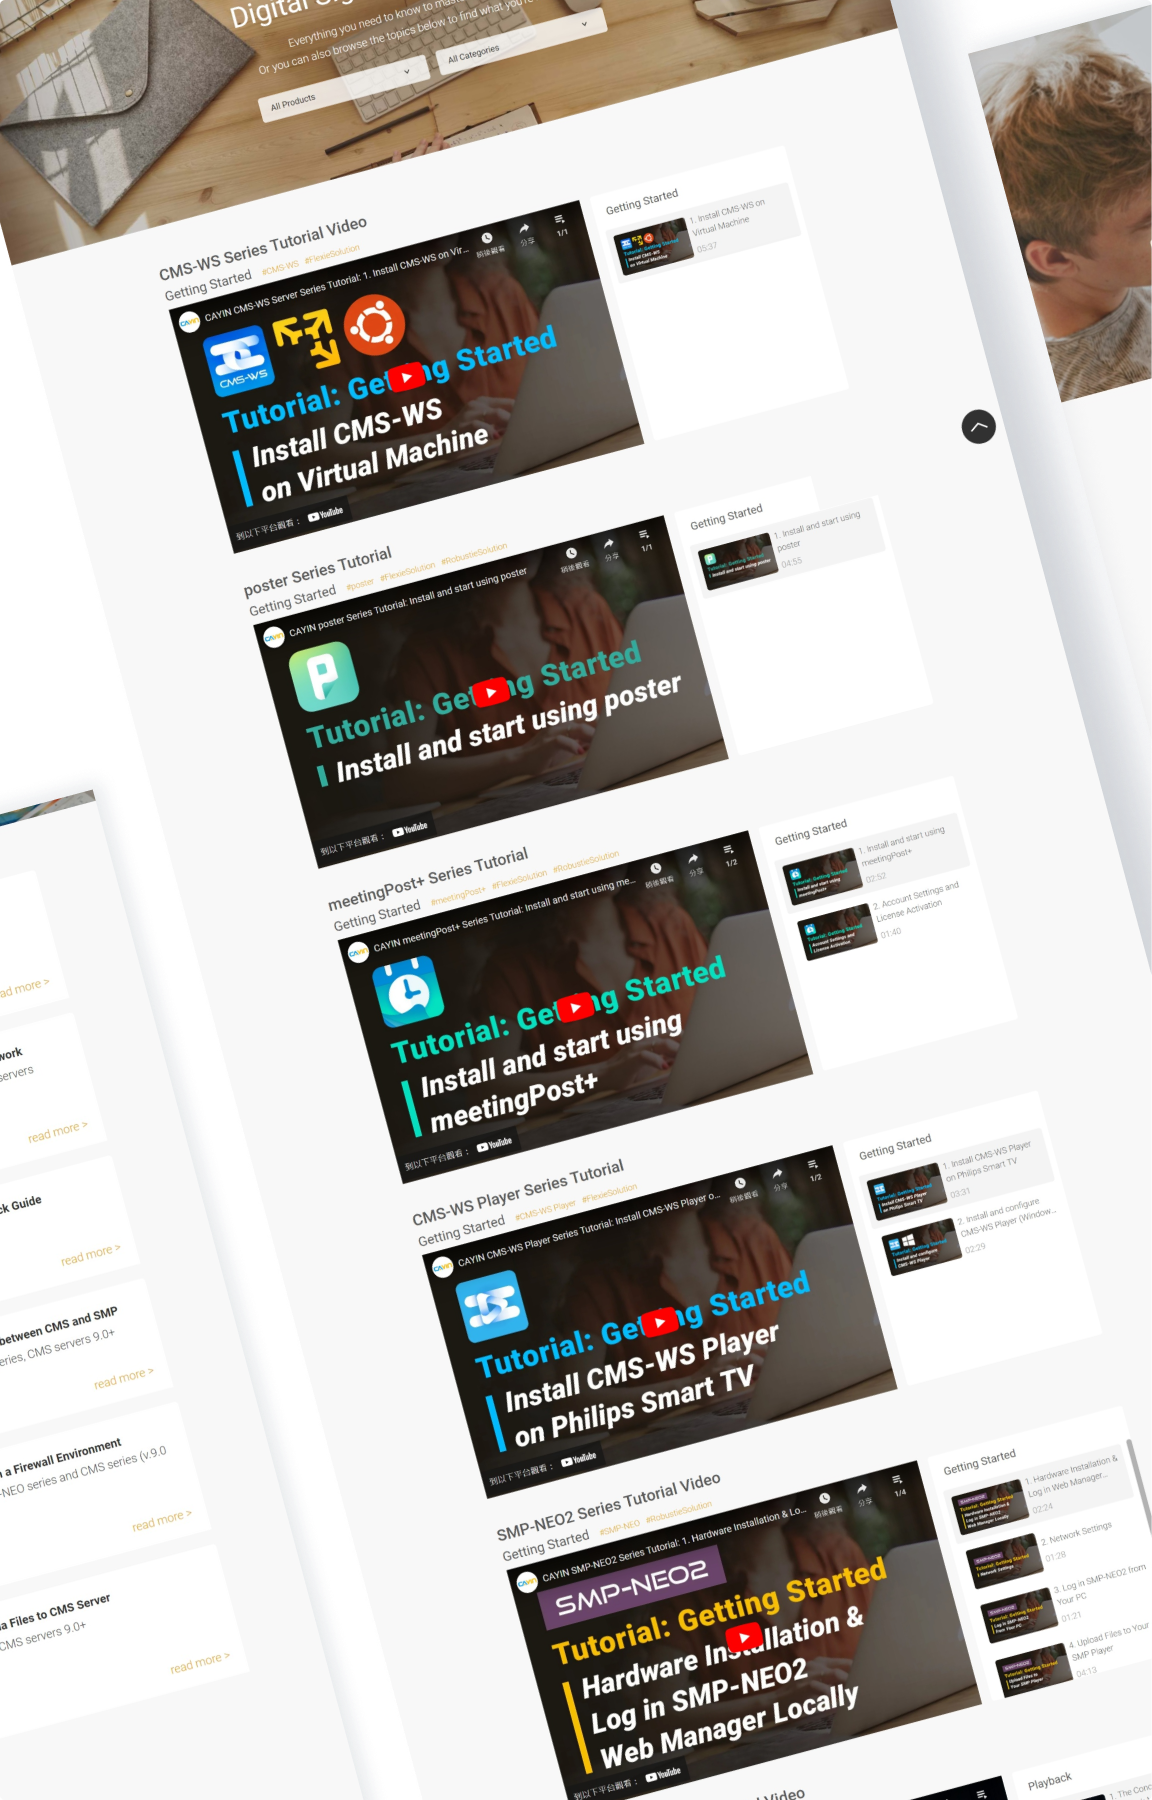 Everything you need to know to
Or you can also browse the topics below to find what you're
All Products
All Categories
CMS-WS Series Tutorial Video
Getting Started #CMS-WS #FlexieSolution
CAYIN CMS-WS Server Series Tutorial: 1. Install CMS-WS on Vir...
稍後觀看
分享
1/1
CMS-WS
Tutorial: Getting Started
Install CMS-WS
on Virtual Machine
到以下平台觀看： YouTube
Getting Started
1. Install CMS-WS on
Virtual Machine
05:37
poster Series Tutorial
Getting Started #poster #FlexieSolution #RobustieSolution
CAYIN poster Series Tutorial: Install and start using poster
稍後觀看
分享
1/1
Tutorial: Getting Started
Install and start using poster
到以下平台觀看： YouTube
Getting Started
1. Install and start using
poster
04:55
meetingPost+ Series Tutorial
Getting Started #meetingPost+ #FlexieSolution #RobustieSolution
CAYIN meetingPost+ Series Tutorial: Install and start using me...
稍後觀看
分享
1/2
Tutorial: Getting Started
Install and start using
meetingPost+
到以下平台觀看： YouTube
Getting Started
1. Install and start using
meetingPost+
02:52
2. Account Settings and
License Activation
01:40
CMS-WS Player Series Tutorial
Getting Started #CMS-WS Player #FlexieSolution
CAYIN CMS-WS Player Series Tutorial: Install CMS-WS Player o...
稍後觀看
分享
1/2
Tutorial: Getting Started
Install CMS-WS Player
on Philips Smart TV
到以下平台觀看： YouTube
Getting Started
1. Install CMS-WS Player
on Philips Smart TV
03:31
2. Install and configure
CMS-WS Player (Window...
02:29
SMP-NEO2 Series Tutorial Video
Getting Started #SMP-NEO #RobustieSolution
CAYIN SMP-NEO2 Series Tutorial: 1. Hardware Installation & Lo...
稍後觀看
分享
1/4
SMP-NEO2
Tutorial: Getting Started
Hardware Installation &
Log in SMP-NEO2
Web Manager Locally
到以下平台觀看： YouTube
Getting Started
1. Hardware Installation &
Log in Web Manager...
02:24
2. Network Settings
01:28
3. Log in SMP-NEO2 from
Your PC
01:21
4. Upload Files to Your
SMP Player
04:13
Video
Playback
1. The Conc
read more >
servers
read more >
Guide
read more >
between CMS and SMP
CMS servers 9.0+
read more >
a Firewall Environment
-NEO series and CMS series (v.9.0
read more >
Files to CMS Server
CMS servers 9.0+
read more >